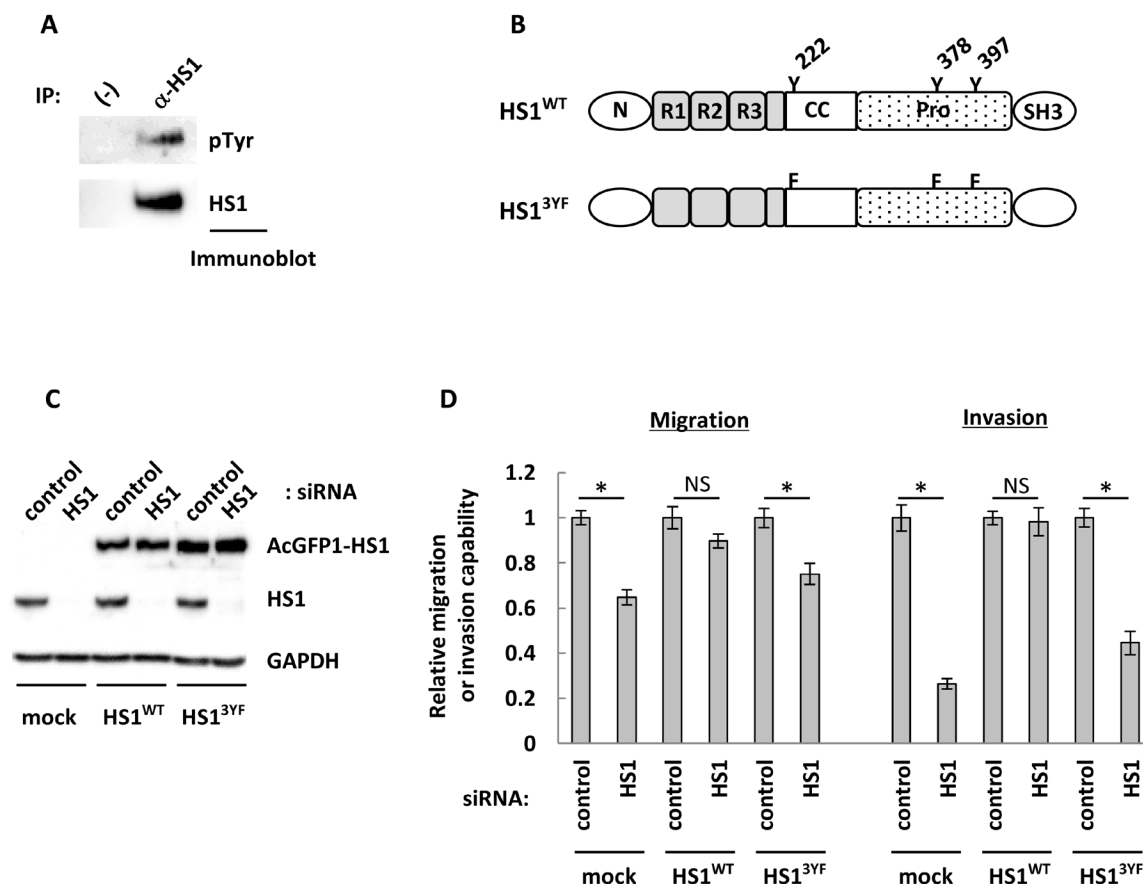 A
IP:
(-)
α-HS1
pTyr
HS1
Immunoblot
B
222
378
397
Y
Y
Y
HS1WT
N
R1
R2
R3
CC
Pro
SH3
F
F
F
HS13YF
C
control
HS1
control
HS1
control
HS1
: siRNA
AcGFP1-HS1
HS1
GAPDH
mock
HS1WT
HS13YF
D
Migration
Invasion
Relative migration
or invasion capability
1.2
1
0.8
0.6
0.4
0.2
0
*
NS
*
*
NS
*
siRNA:
control
HS1
control
HS1
control
HS1
control
HS1
control
HS1
control
HS1
mock
HS1WT
HS13YF
mock
HS1WT
HS13YF